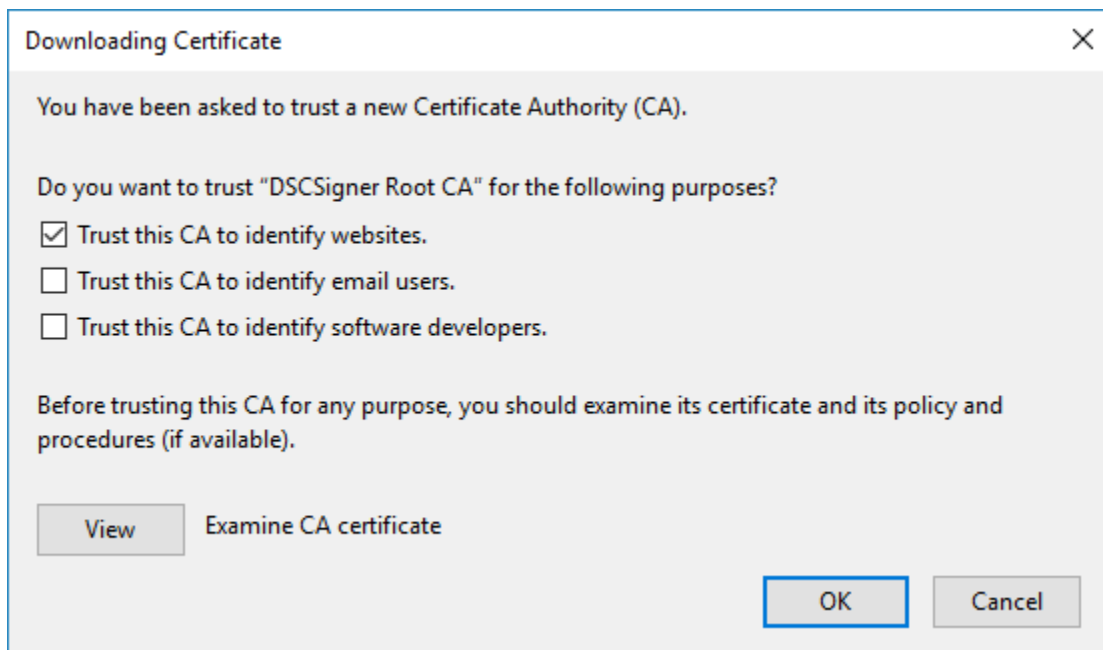 Downloading Certificate
You have been asked to trust a new Certificate Authority (CA).
Do you want to trust “DSCSigner Root CA” for the following purposes?
Trust this CA to identify websites.
Trust this CA to identify email users.
Trust this CA to identify software developers.
Before trusting this CA for any purpose, you should examine its certificate and its policy and
procedures (if available).
View Examine CA certificate
OK Cancel